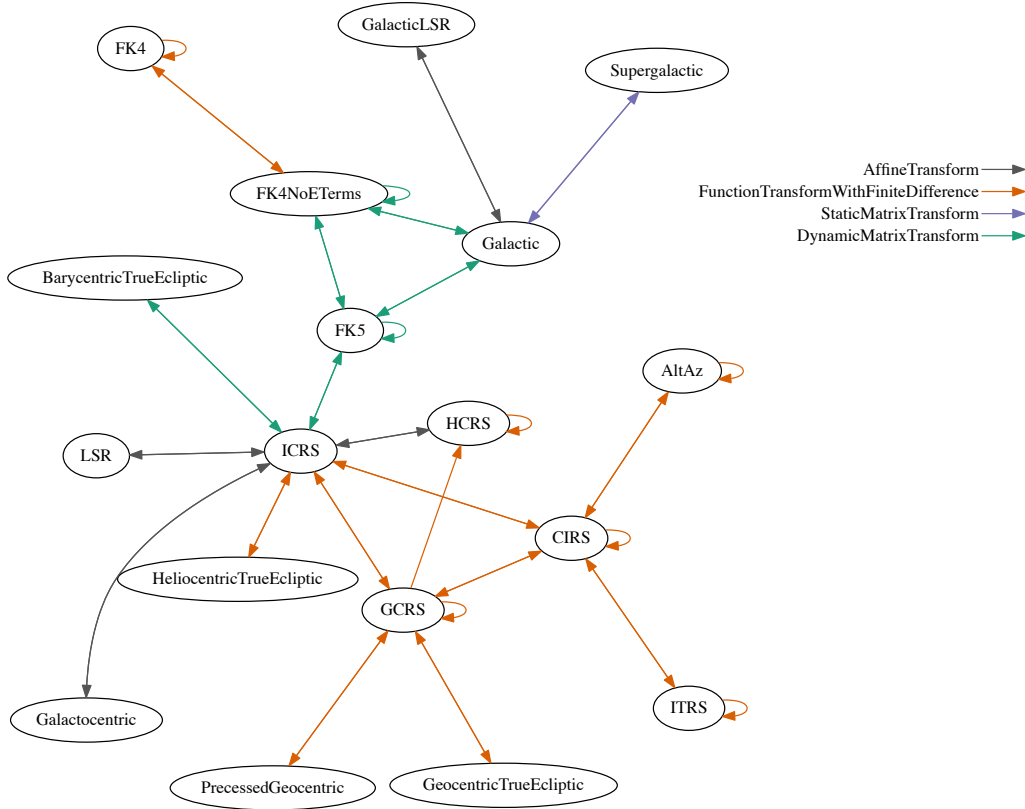 GalacticLSR
FK4
Supergalactic
AffineTransform
FunctionTransformWithFiniteDifference
StaticMatrixTransform
DynamicMatrixTransform
FK4NoETerms
Galactic
BarycentricTrueEcliptic
FK5
AltAz
HCRS
ICRS
LSR
CIRS
HeliocentricTrueEcliptic
GCRS
ITRS
Galactocentric
PrecessedGeocentric
GeocentricTrueEcliptic